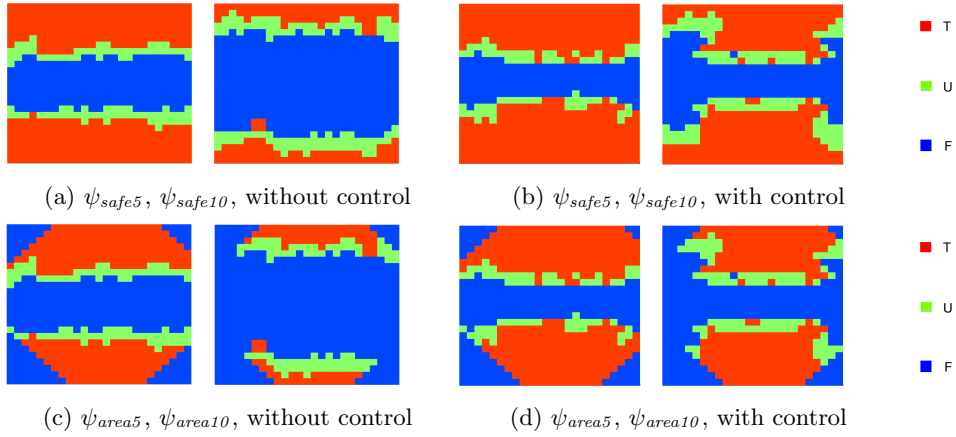 T
U
F
(a) ψsafe5, ψsafe10, without control
(b) ψsafe5, ψsafe10, with control
T
U
F
(c) ψarea5, ψarea10, without control
(d) ψarea5, ψarea10, with control